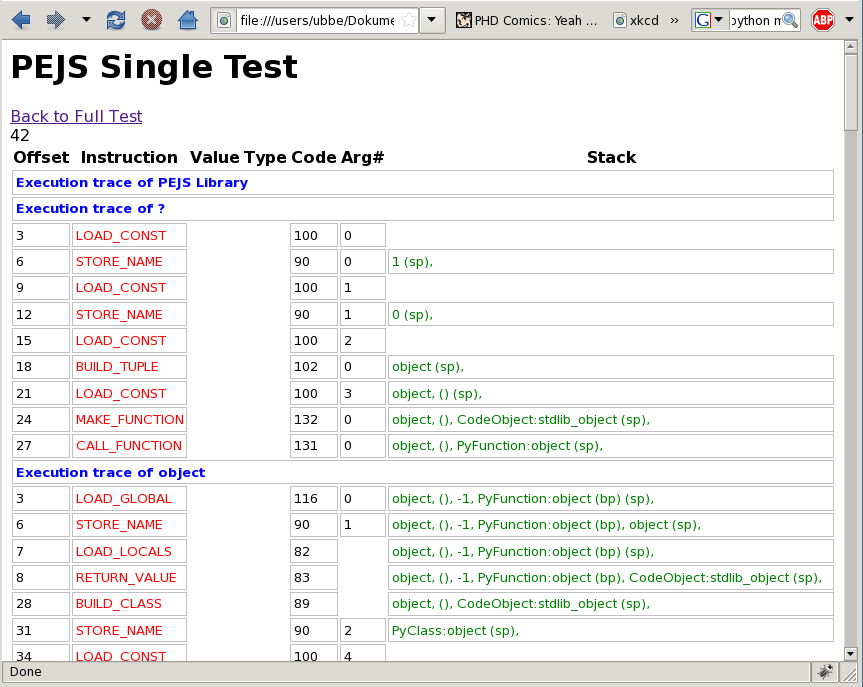 file:///users/ubbe/Dokume PHD Comics: Yeah ... xkcd » G ython m ABP
PEJS Single Test
Back to Full Test
42
Offset Instruction Value Type Code Arg# Stack
Execution trace of PEJS Library
Execution trace of ?
3 LOAD_CONST 100 0
6 STORE_NAME 90 0 1 (sp),
9 LOAD_CONST 100 1
12 STORE_NAME 90 1 0 (sp),
15 LOAD_CONST 100 2
18 BUILD_TUPLE 102 0 object (sp),
21 LOAD_CONST 100 3 object, () (sp),
24 MAKE_FUNCTION 132 0 object, (), CodeObject:stdlib_object (sp),
27 CALL_FUNCTION 131 0 object, (), PyFunction:object (sp),
Execution trace of object
3 LOAD_GLOBAL 116 0 object, (), -1, PyFunction:object (bp) (sp),
6 STORE_NAME 90 1 object, (), -1, PyFunction:object (bp), object (sp),
7 LOAD_LOCALS 82 object, (), -1, PyFunction:object (bp) (sp),
8 RETURN_VALUE 83 object, (), -1, PyFunction:object (bp), CodeObject:stdlib_object (sp),
28 BUILD_CLASS 89 object, (), CodeObject:stdlib_object (sp),
31 STORE_NAME 90 2 PyClass:object (sp),
34 LOAD_CONST 100 4
Done